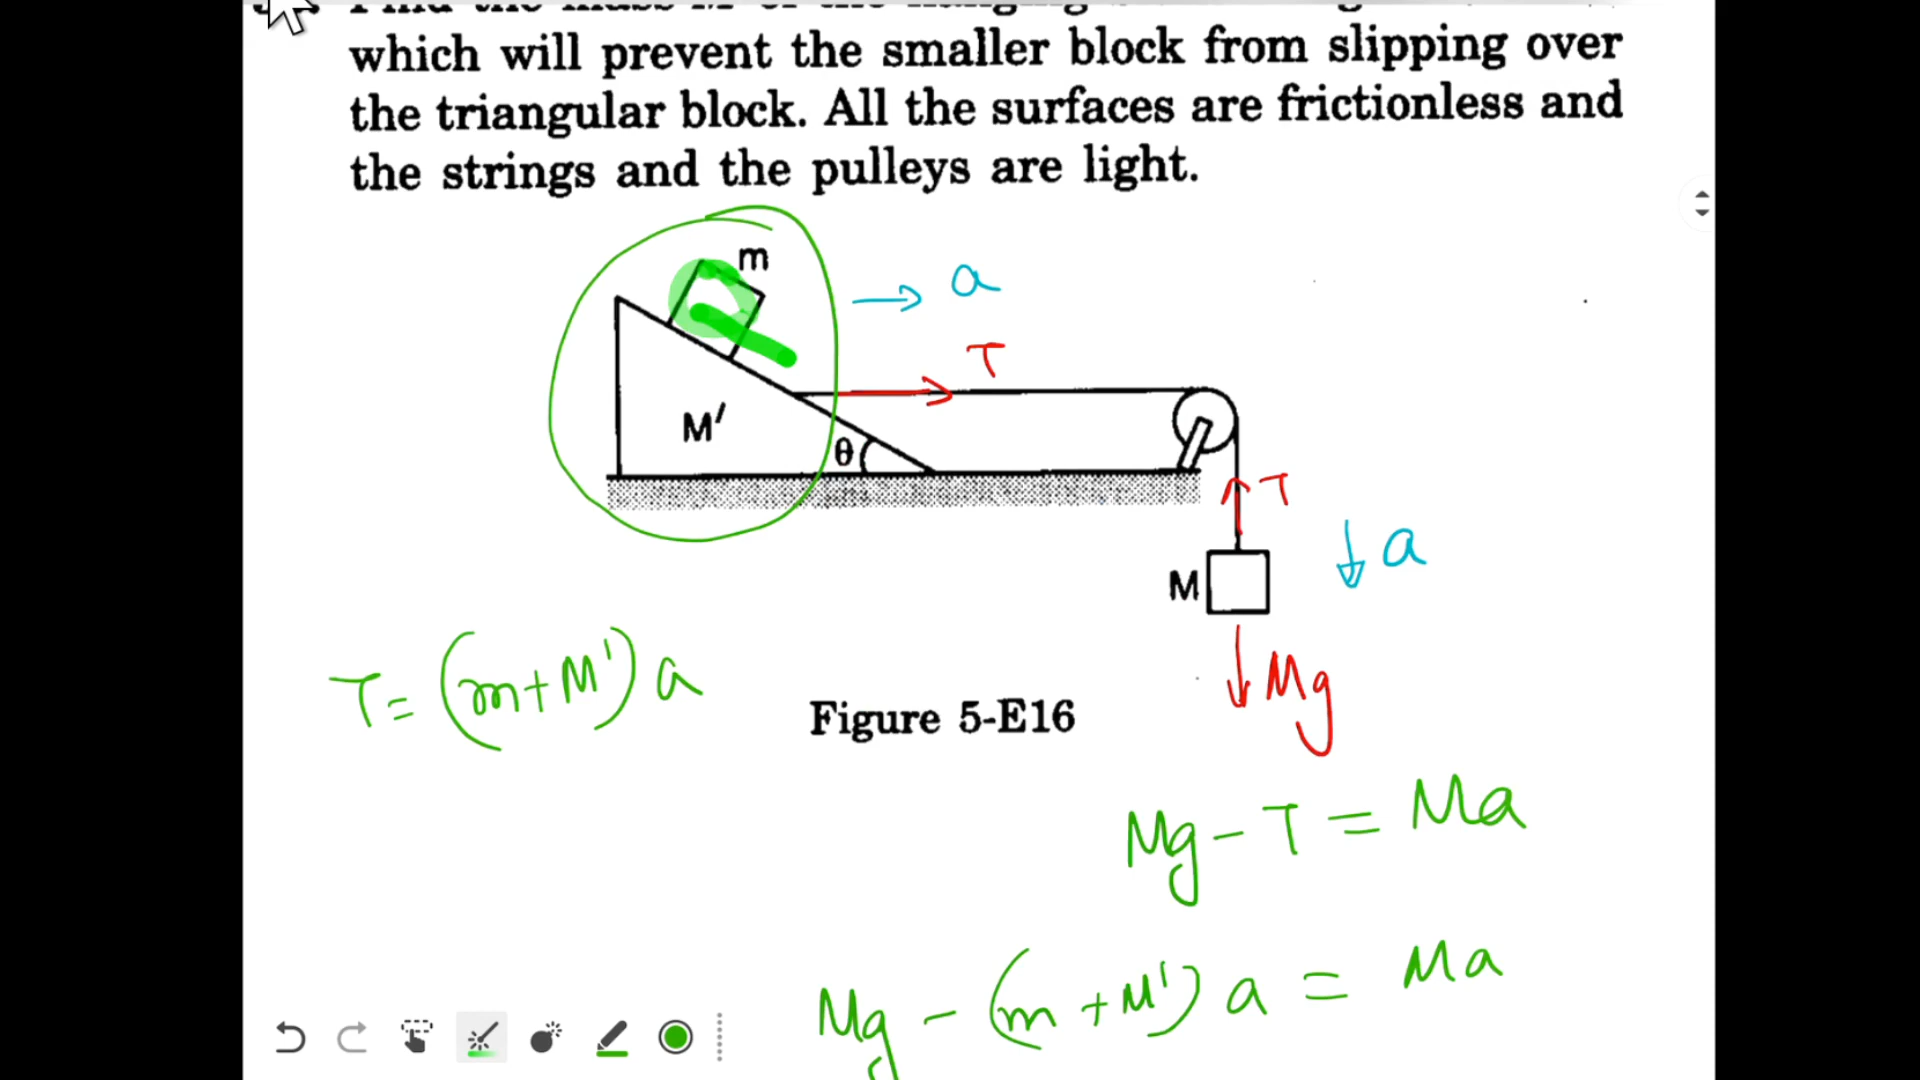 which will prevent the smaller block from slipping over
the triangular block. All the surfaces are frictionless and
the strings and the pulleys are light.
m
→ a
T
M′
θ
T
↓ a
M
Mg
T = (m + M′) a
Figure 5-E16
Mg - T = Ma
Mg - (m + M′) a = Ma